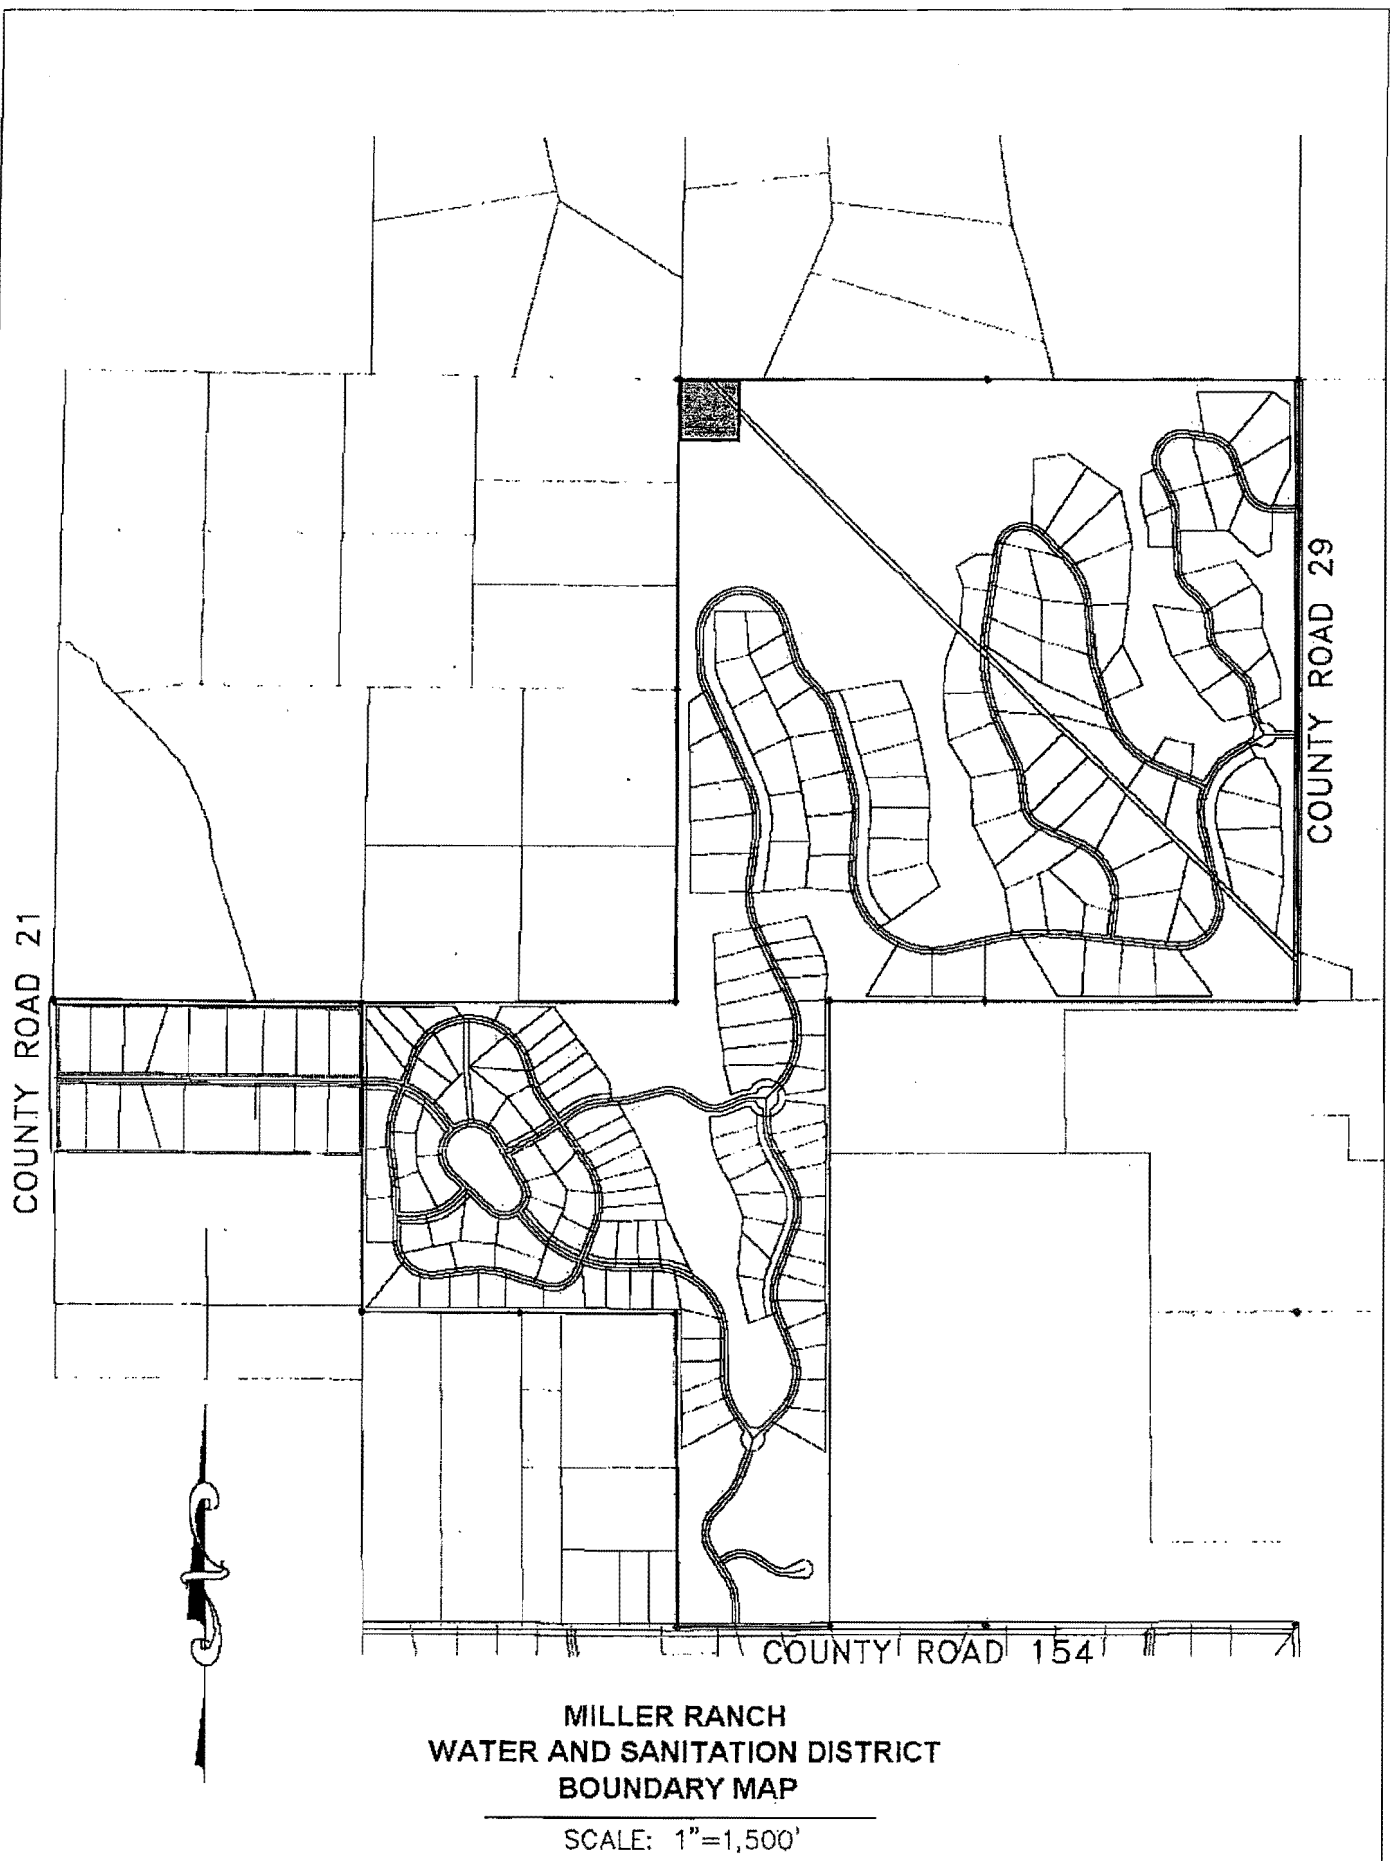 COUNTY ROAD 29
COUNTY ROAD 21
COUNTY ROAD 154
MILLER RANCH
WATER AND SANITATION DISTRICT
BOUNDARY MAP
SCALE: 1"=1,500'